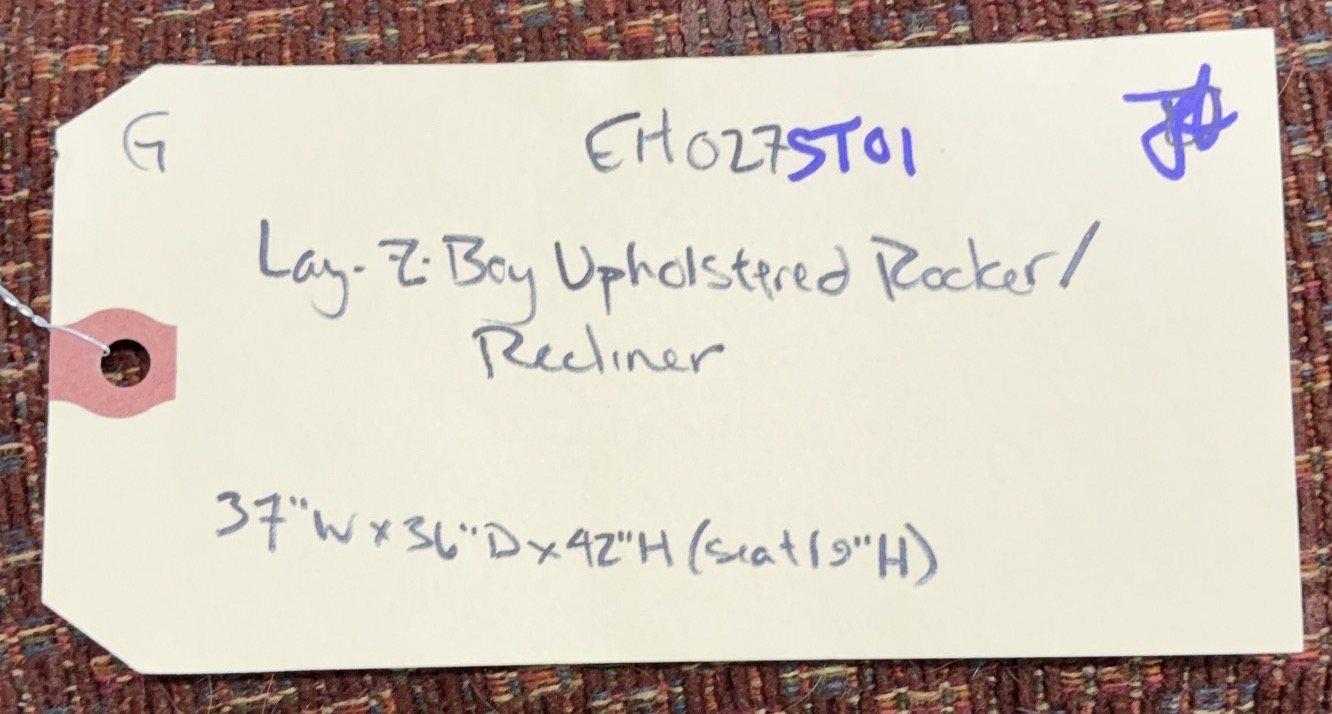 G EH0275T01
Lay-Z-Boy Upholstered Rocker/
Recliner
37"W x 36"D x 42"H (seat 19"H)